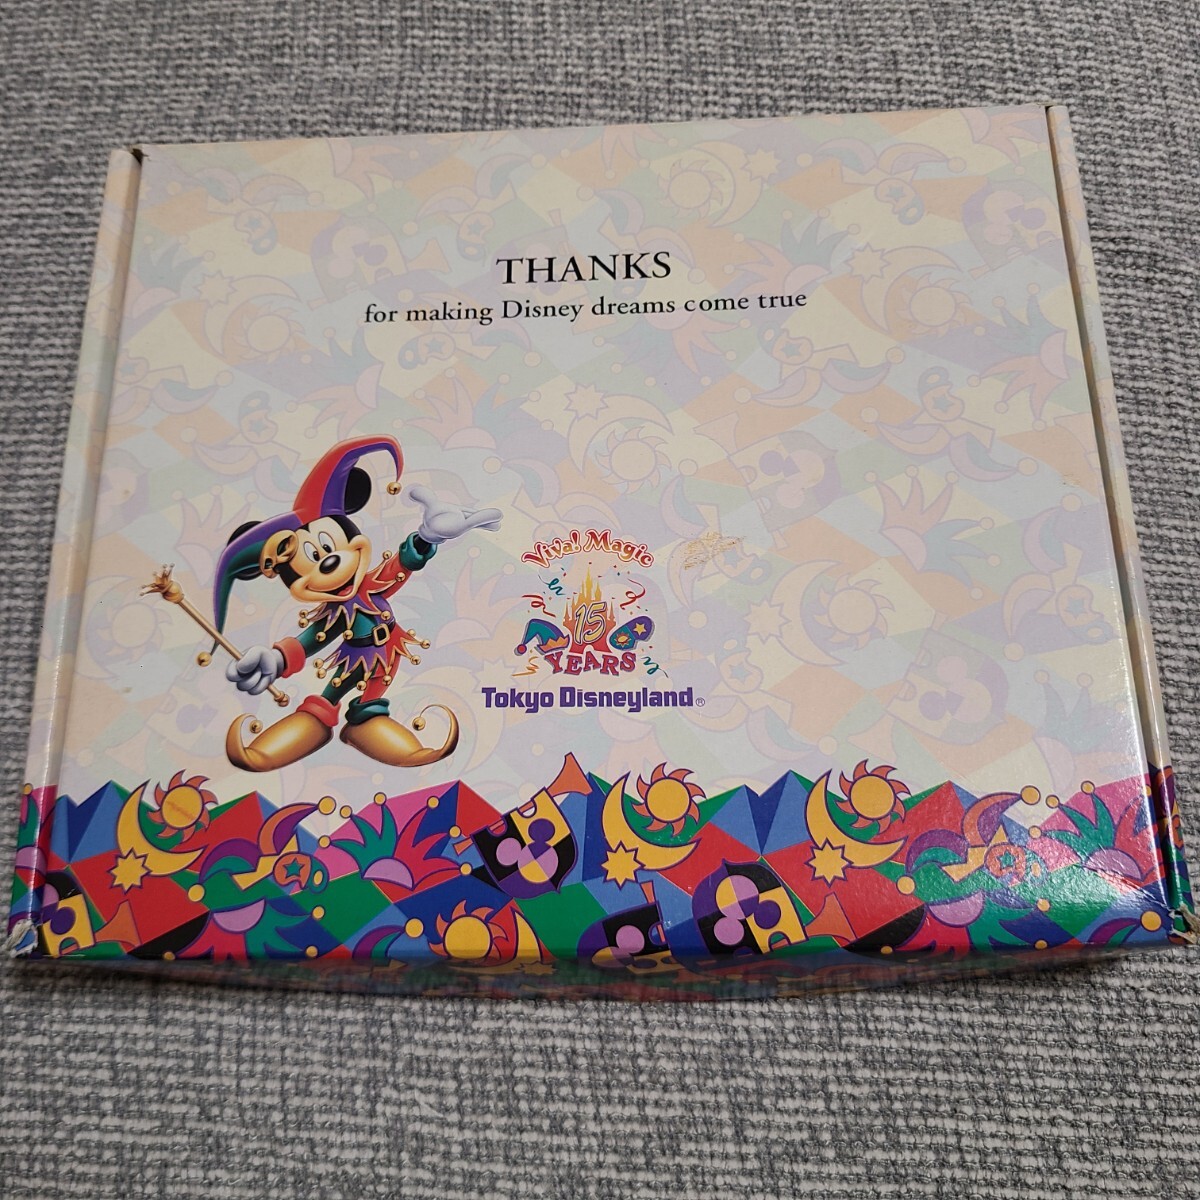 THANKS
for making Disney dreams come true
Viva! Magic
15
YEARS
Tokyo Disneyland®